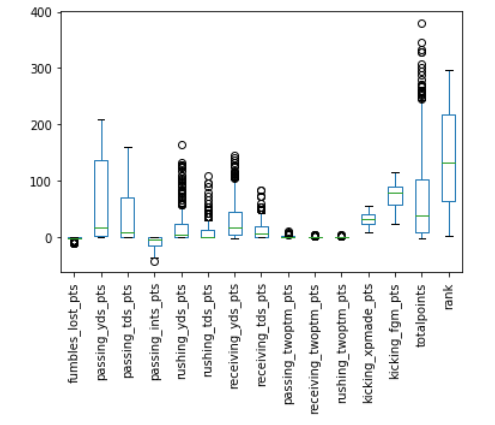 400
300
200
100
0
fumbles_lost_pts
passing_yds_pts
passing_tds_pts
passing_ints_pts
rushing_yds_pts
rushing_tds_pts
receiving_yds_pts
receiving_tds_pts
passing_twoptm_pts
receiving_twoptm_pts
rushing_twoptm_pts
kicking_xpmade_pts
kicking_fgm_pts
totalpoints
rank